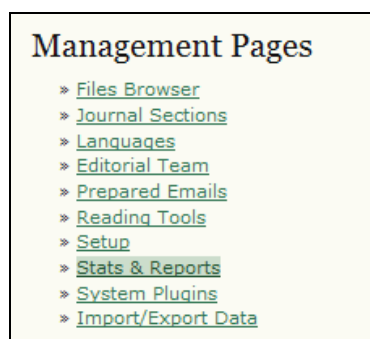 Management Pages
» Files Browser
» Journal Sections
» Languages
» Editorial Team
» Prepared Emails
» Reading Tools
» Setup
» Stats & Reports
» System Plugins
» Import/Export Data